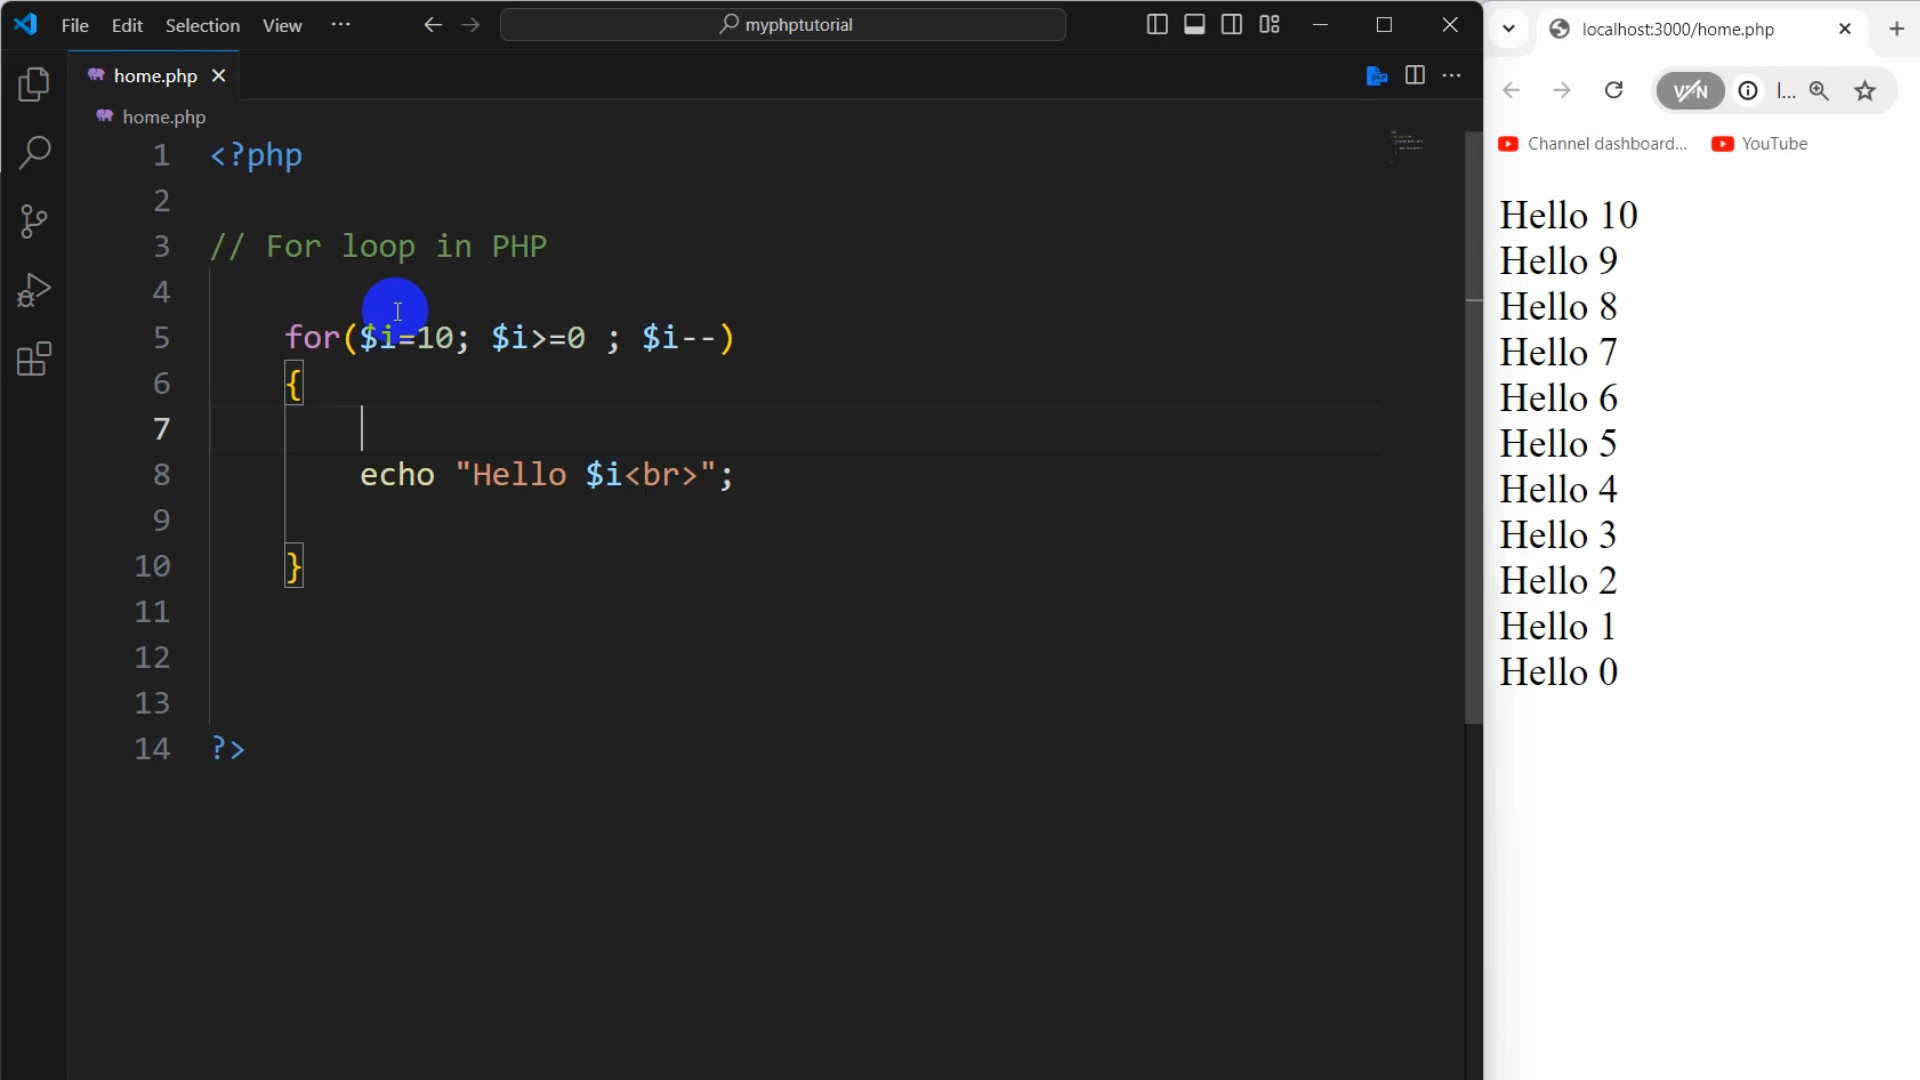 File Edit Selection View ···
myphptutorial
home.php
home.php
1 <?php
2
3 // For loop in PHP
4
5 for($i=10; $i>=0 ; $i--)
6 {
7
8 echo "Hello $i<br>";
9
10 }
11
12
13
14 ?>
localhost:3000/home.php
VPN l...
Channel dashboard... YouTube
Hello 10
Hello 9
Hello 8
Hello 7
Hello 6
Hello 5
Hello 4
Hello 3
Hello 2
Hello 1
Hello 0